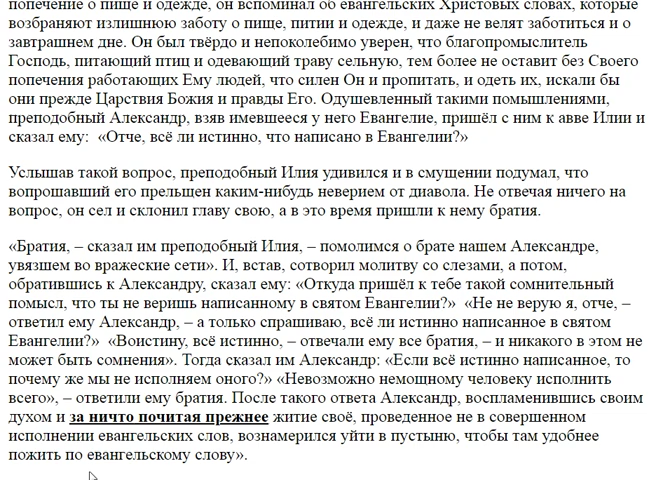 попечение о пище и одежде, он вспоминал об евангельских Христовых словах, которые
возбраняют излишнюю заботу о пище, питии и одежде, и даже не велят заботиться и о
завтрашнем дне. Он был твёрдо и непоколебимо уверен, что благопромыслитель
Господь, питающий птиц и одевающий траву сельную, тем более не оставит без Своего
попечения работающих Ему людей, что силен Он и пропитать, и одеть их, искали бы
они прежде Царствия Божия и правды Его. Одушевленный такими помышлениями,
преподобный Александр, взяв имевшееся у него Евангелие, пришёл с ним к авве Илии и
сказал ему:  «Отче, всё ли истинно, что написано в Евангелии?»
Услышав такой вопрос, преподобный Илия удивился и в смущении подумал, что
вопрошавший его прельщен каким-нибудь неверием от диавола. Не отвечая ничего на
вопрос, он сел и склонил главу свою, а в это время пришли к нему братия.
«Братия, – сказал им преподобный Илия, – помолимся о брате нашем Александре,
увязшем во вражеские сети». И, встав, сотворил молитву со слезами, а потом,
обратившись к Александру, сказал ему: «Откуда пришёл к тебе такой сомнительный
помысл, что ты не веришь написанному в святом Евангелии?»  «Не не верую я, отче, –
ответил ему Александр, – а только спрашиваю, всё ли истинно написанное в святом
Евангелии?»  «Воистину, всё истинно, – отвечали ему все братия, – и никакого в этом не
может быть сомнения». Тогда сказал им Александр: «Если всё истинно написанное, то
почему же мы не исполняем оного?» «Невозможно немощному человеку исполнить
всего», – ответили ему братия. После такого ответа Александр, воспламенившись своим
духом и за ничто почитая прежнее житие своё, проведенное не в совершенном
исполнении евангельских слов, вознамерился уйти в пустыню, чтобы там удобнее
пожить по евангельскому слову».